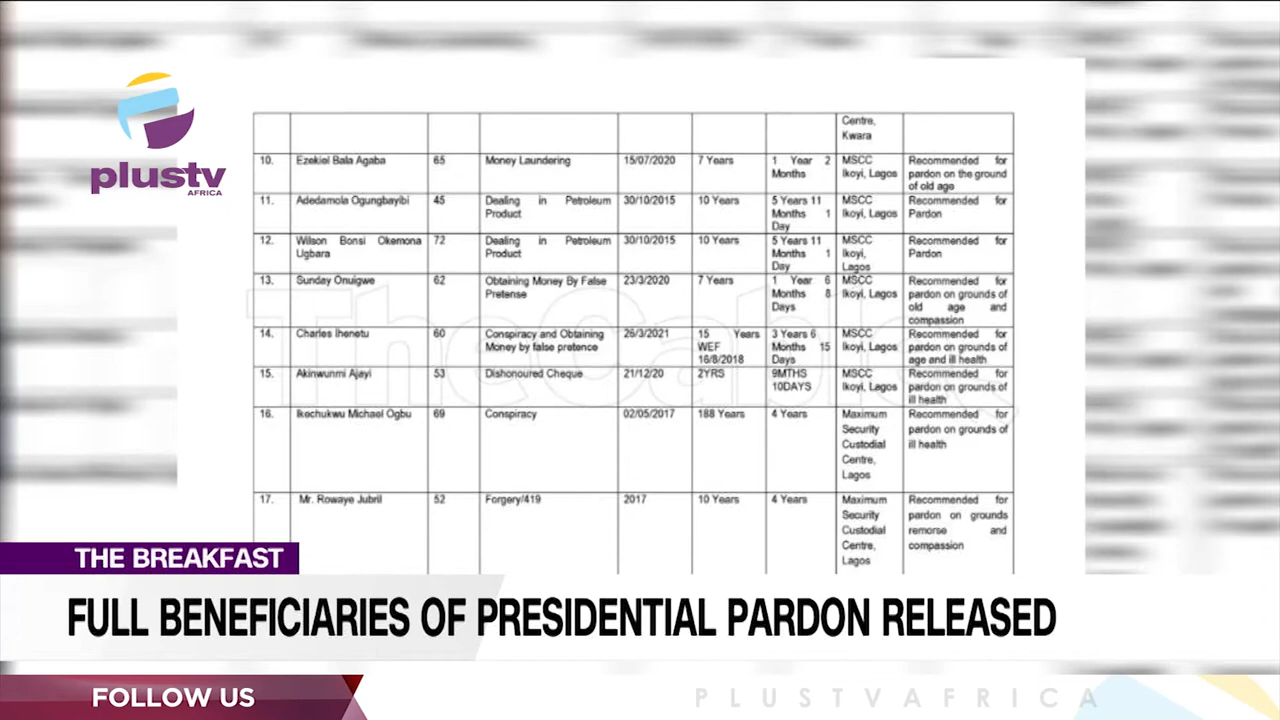 plustv
AFRICA
Centre,
Kwara
10. Ezekiel Bala Agaba 65 Money Laundering 15/07/2020 7 Years 1 Year 2 MSCC Recommended for
Months Ikoyi, Lagos pardon on the ground
of old age
11. Adedamola Ogungbayibi 45 Dealing in Petroleum 30/10/2015 10 Years 5 Years 11 MSCC Recommended for
Product Months 1 Ikoyi, Lagos Pardon
Day
12. Wilson Bonsi Okemona 72 Dealing in Petroleum 30/10/2015 10 Years 5 Years 11 MSCC Recommended for
Ugbara Product Months 1 Ikoyi, Pardon
Day Lagos
13. Sunday Onuigwe 62 Obtaining Money By False 23/3/2020 7 Years 1 Year 6 MSCC Recommended for
Pretense Months 8 Ikoyi, Lagos pardon on grounds of
Days old age and
compassion
14. Charles Ihenetu 60 Conspiracy and Obtaining 26/3/2021 15 Years 3 Years 6 MSCC Recommended for
Money by false pretence WEF Months 15 Ikoyi, Lagos pardon on grounds of
16/8/2018 Days age and ill health
15. Akinwunmi Ajayi 53 Dishonoured Cheque 21/12/20 2YRS 9MTHS MSCC Recommended for
10DAYS Ikoyi, Lagos pardon on grounds of
ill health
16. Ikechukwu Michael Ogbu 69 Conspiracy 02/05/2017 188 Years 4 Years Maximum Recommended for
Security pardon on grounds of
Custodial ill health
Centre,
Lagos
17. Mr. Rowaye Jubril 52 Forgery/419 2017 10 Years 4 Years Maximum Recommended for
Security pardon on grounds
Custodial remorse and
Centre, compassion
Lagos
TheCable
THE BREAKFAST
FULL BENEFICIARIES OF PRESIDENTIAL PARDON RELEASED
FOLLOW US
PLUSTVAFRICA